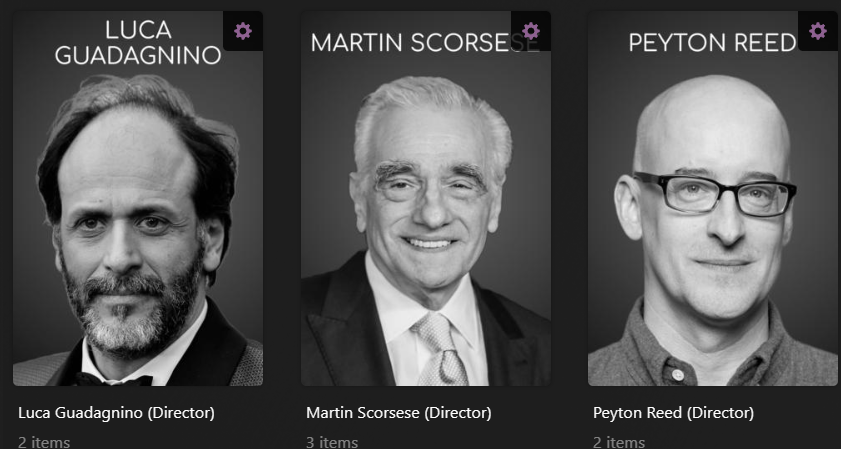 LUCA
GUADAGNINO
MARTIN SCORSESE
PEYTON REED
Luca Guadagnino (Director)
2 items
Martin Scorsese (Director)
3 items
Peyton Reed (Director)
2 items